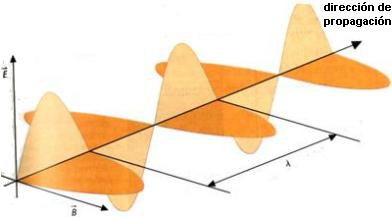 dirección de
propagación
E
λ
B